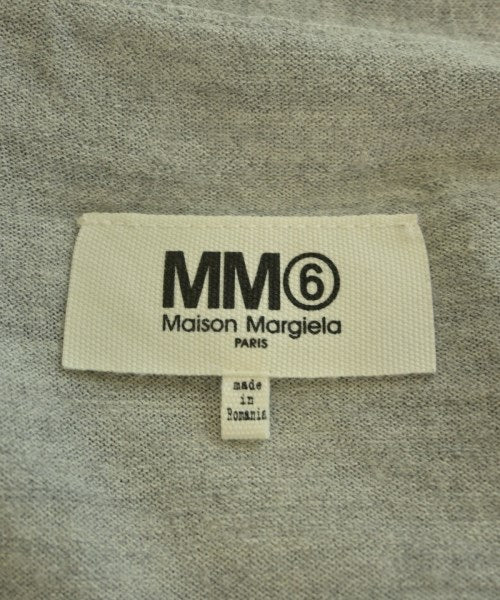 MM⑥
Maison Margiela
PARIS
made
in
Romania